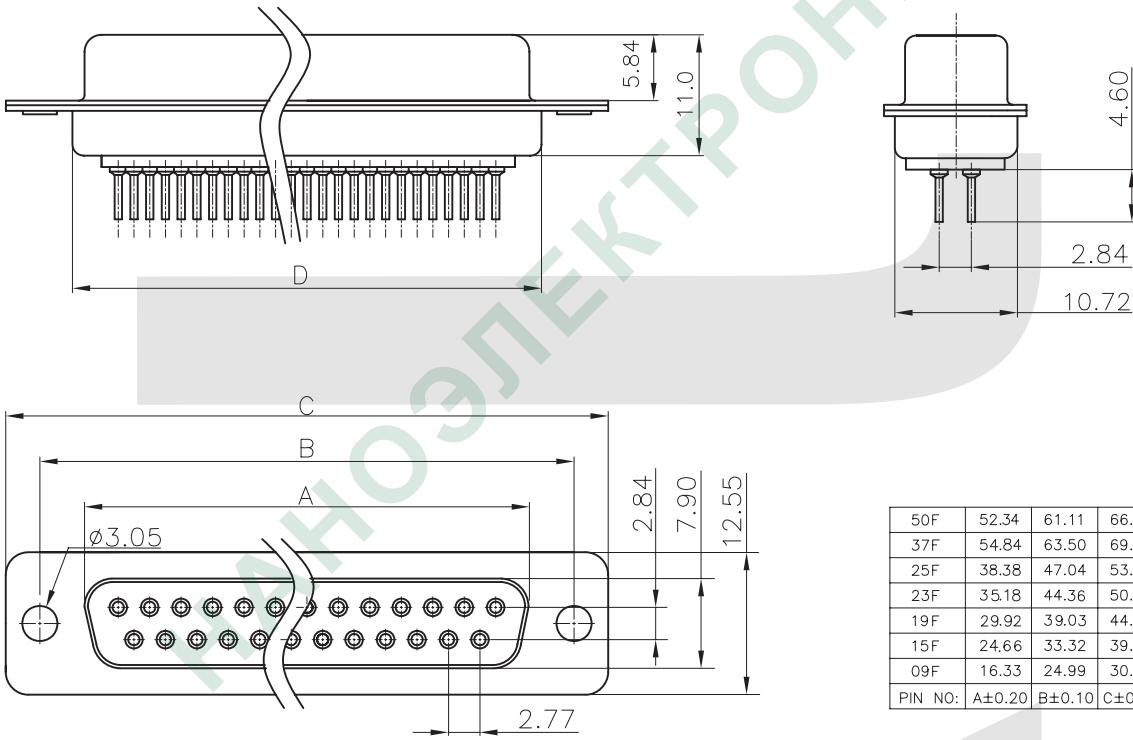 5.84
11.0
4.60
D
2.84
10.72
C
B
A
2.84
7.90
12.55
⌀3.05
2.77
НАНОЭЛЕКТРОН
50F 52.34 61.11 66.
37F 54.84 63.50 69.
25F 38.38 47.04 53.
23F 35.18 44.36 50.
19F 29.92 39.03 44.
15F 24.66 33.32 39.
09F 16.33 24.99 30.
PIN NO: A±0.20 B±0.10 C±0